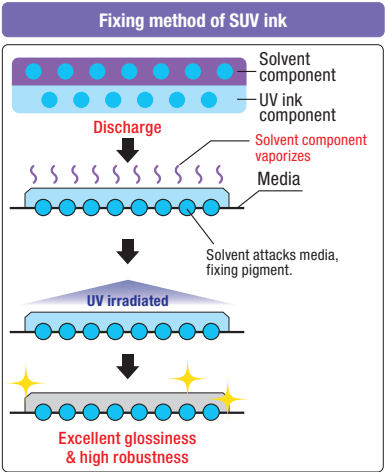 Fixing method of SUV ink
Solvent
component
UV ink
component
Discharge
Solvent component
vaporizes
Media
Solvent attacks media,
fixing pigment.
UV irradiated
Excellent glossiness
& high robustness